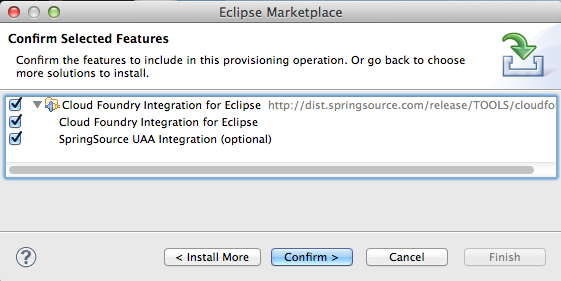 Eclipse Marketplace
Confirm Selected Features
Confirm the features to include in this provisioning operation. Or go back to choose
more solutions to install.
Cloud Foundry Integration for Eclipse http://dist.springsource.com/release/TOOLS/cloudfo
Cloud Foundry Integration for Eclipse
SpringSource UAA Integration (optional)
? < Install More Confirm > Cancel Finish